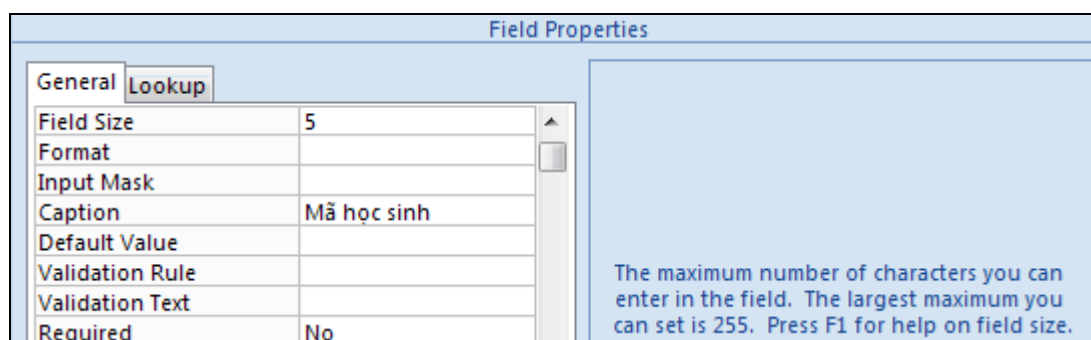 Field Properties
General Lookup
Field Size 5
Format
Input Mask
Caption Mã học sinh
Default Value
Validation Rule
Validation Text
Required No
The maximum number of characters you can
enter in the field. The largest maximum you
can set is 255. Press F1 for help on field size.